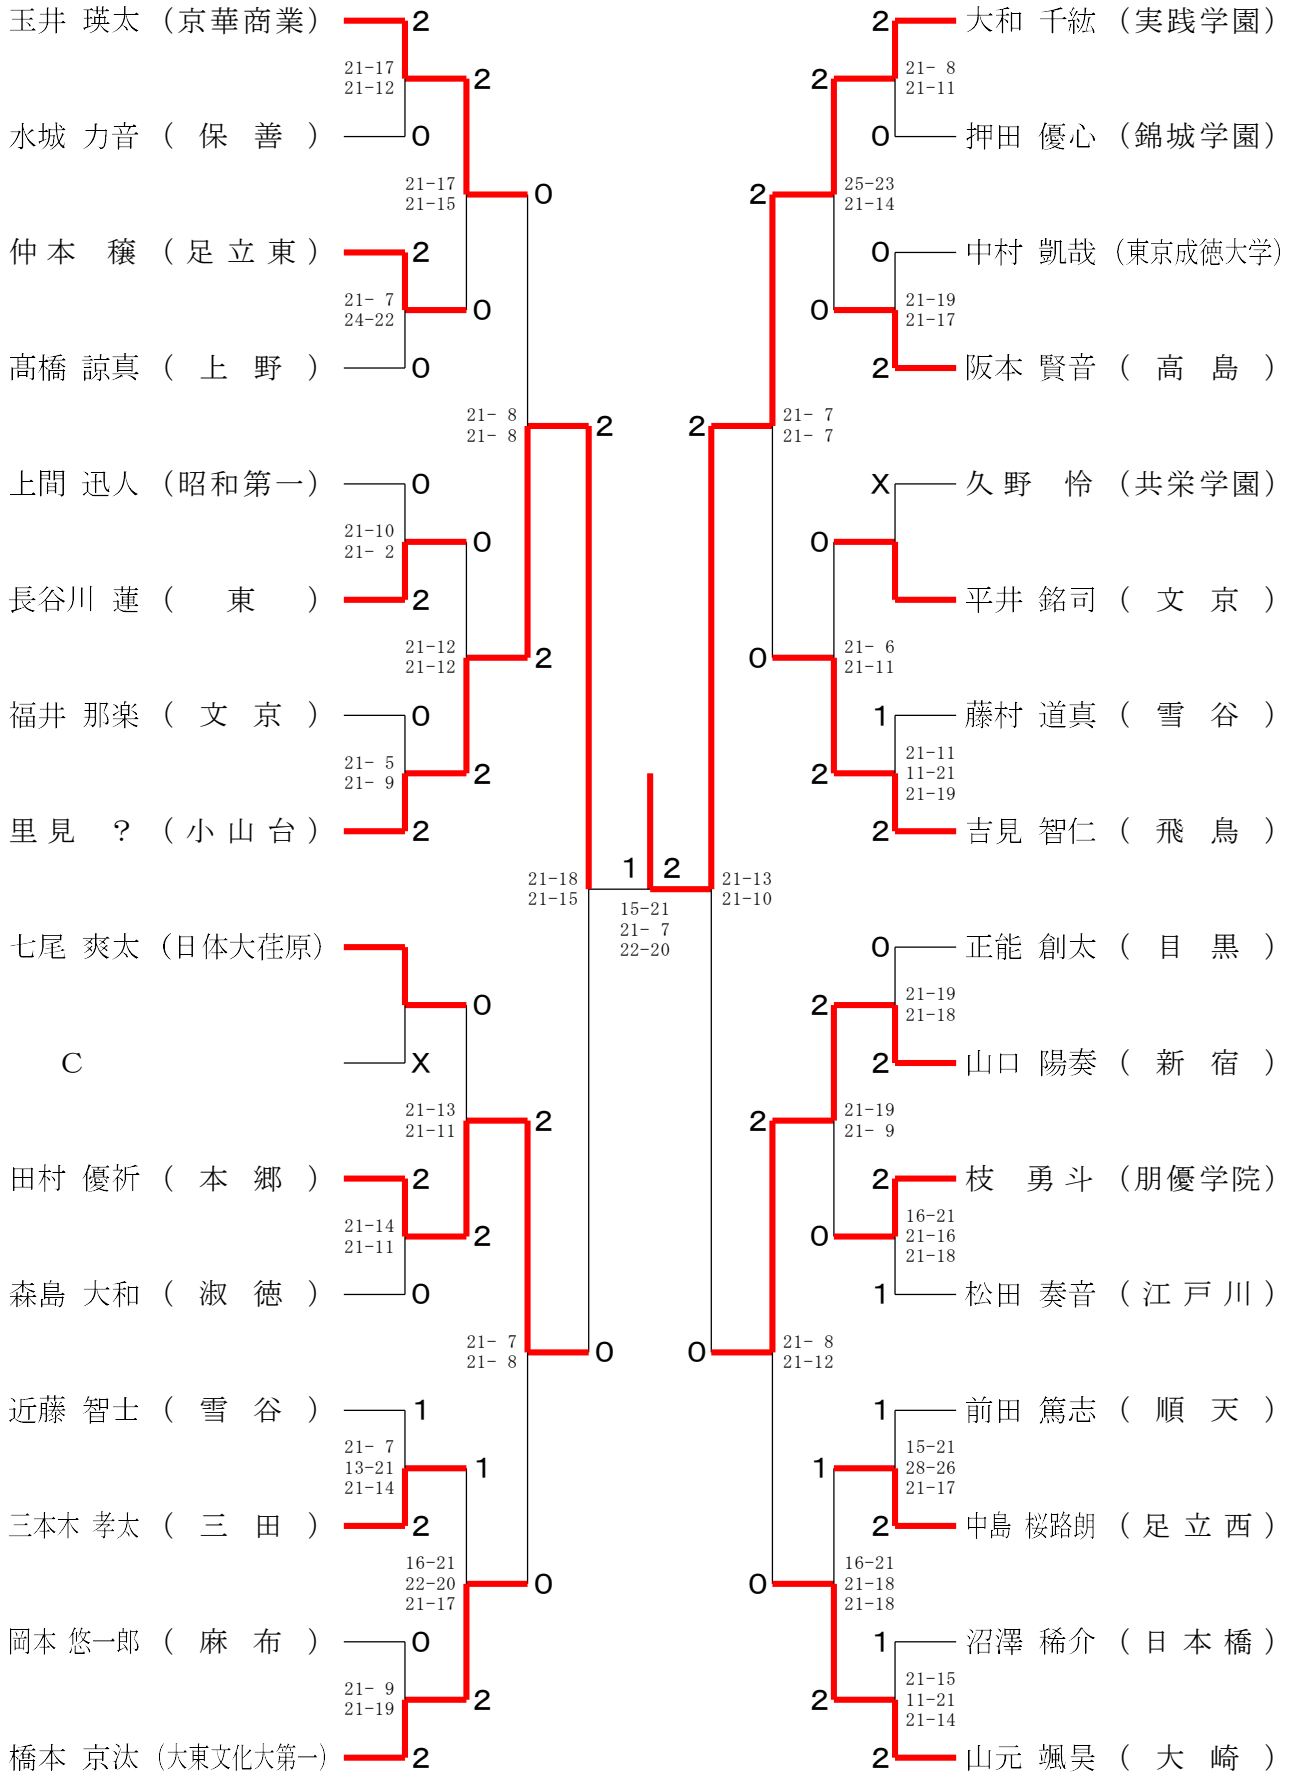 玉井 瑛太 (京華商業) 2
21-17
21-12
2
水城 力音 ( 保 善 ) 0
21-17
21-15
0
仲本 穣 (足立東) 2
21- 7
24-22
0
髙橋 諒真 ( 上 野 ) 0
21- 8
21- 8
2
上間 迅人 (昭和第一) 0
21-10
21- 2
0
長谷川 蓮 ( 東 ) 2
21-12
21-12
2
福井 那楽 ( 文 京 ) 0
21- 5
21- 9
2
里見 ? (小山台) 2
21-18
21-15
七尾 爽太 (日体大荏原)
0
C X
21-13
21-11
2
田村 優祈 ( 本 郷 ) 2
21-14
21-11
2
森島 大和 ( 淑 徳 ) 0
21- 7
21- 8
0
近藤 智士 ( 雪 谷 ) 1
21- 7
13-21
21-14
1
三本木 孝太 ( 三 田 ) 2
16-21
22-20
21-17
0
岡本 悠一郎 ( 麻 布 ) 0
21- 9
21-19
2
橋本 京汰 (大東文化大第一) 2
1 2
15-21
21- 7
22-20
2 大和 千紘 (実践学園)
2
21- 8
21-11
0 押田 優心 (錦城学園)
2
25-23
21-14
0 中村 凱哉 (東京成徳大学)
0
21-19
21-17
2 阪本 賢音 ( 高 島 )
2
21- 7
21- 7
X 久野 怜 (共栄学園)
0
平井 銘司 ( 文 京 )
0
21- 6
21-11
1 藤村 道真 ( 雪 谷 )
2
21-11
11-21
21-19
2 吉見 智仁 ( 飛 鳥 )
21-13
21-10
0 正能 創太 ( 目 黒 )
2
21-19
21-18
2 山口 陽奏 ( 新 宿 )
2
21-19
21- 9
2 枝 勇斗 (朋優学院)
0
16-21
21-16
21-18
1 松田 奏音 (江戸川)
0
21- 8
21-12
1 前田 篤志 ( 順 天 )
1
15-21
28-26
21-17
2 中島 桜路朗 (足立西)
0
16-21
21-18
21-18
1 沼澤 稀介 (日本橋)
2
21-15
11-21
21-14
2 山元 颯昊 ( 大 崎 )